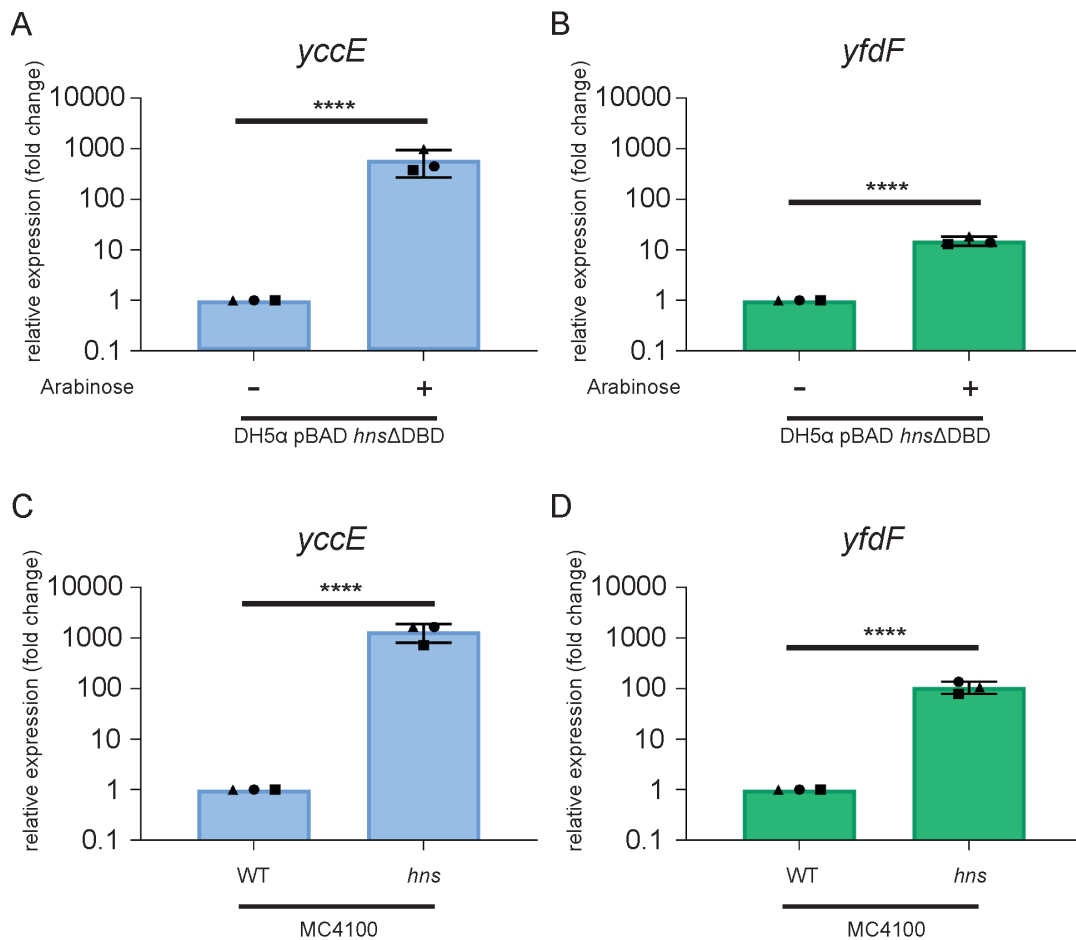 A
yccE
relative expression (fold change)
10000
1000
100
10
1
0.1
****
Arabinose - +
DH5α pBAD hnsΔDBD
B
yfdF
relative expression (fold change)
10000
1000
100
10
1
0.1
****
Arabinose - +
DH5α pBAD hnsΔDBD
C
yccE
relative expression (fold change)
10000
1000
100
10
1
0.1
****
WT hns
MC4100
D
yfdF
relative expression (fold change)
10000
1000
100
10
1
0.1
****
WT hns
MC4100